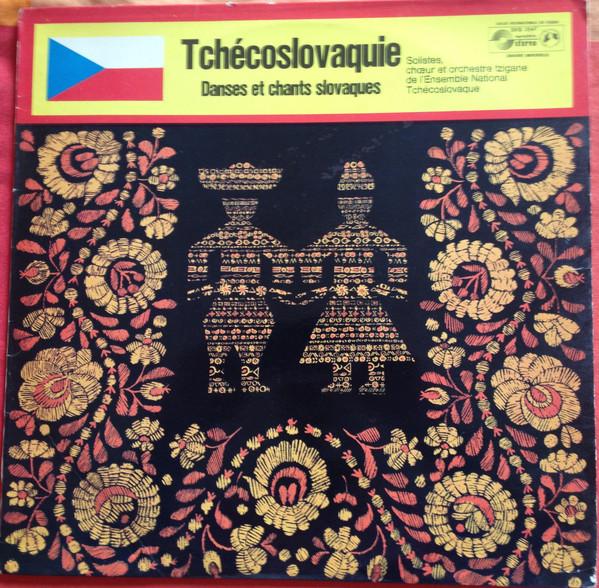 Tchécoslovaquie
Danses et chants slovaques
Solistes,
chœur et orchestre tzigane
de l'Ensemble National
Tchécoslovaque
stereo